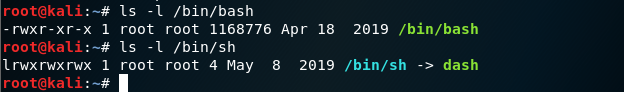 root@kali:~# ls -l /bin/bash
-rwxr-xr-x 1 root root 1168776 Apr 18  2019 /bin/bash
root@kali:~# ls -l /bin/sh
lrwxrwxrwx 1 root root 4 May  8  2019 /bin/sh -> dash
root@kali:~#